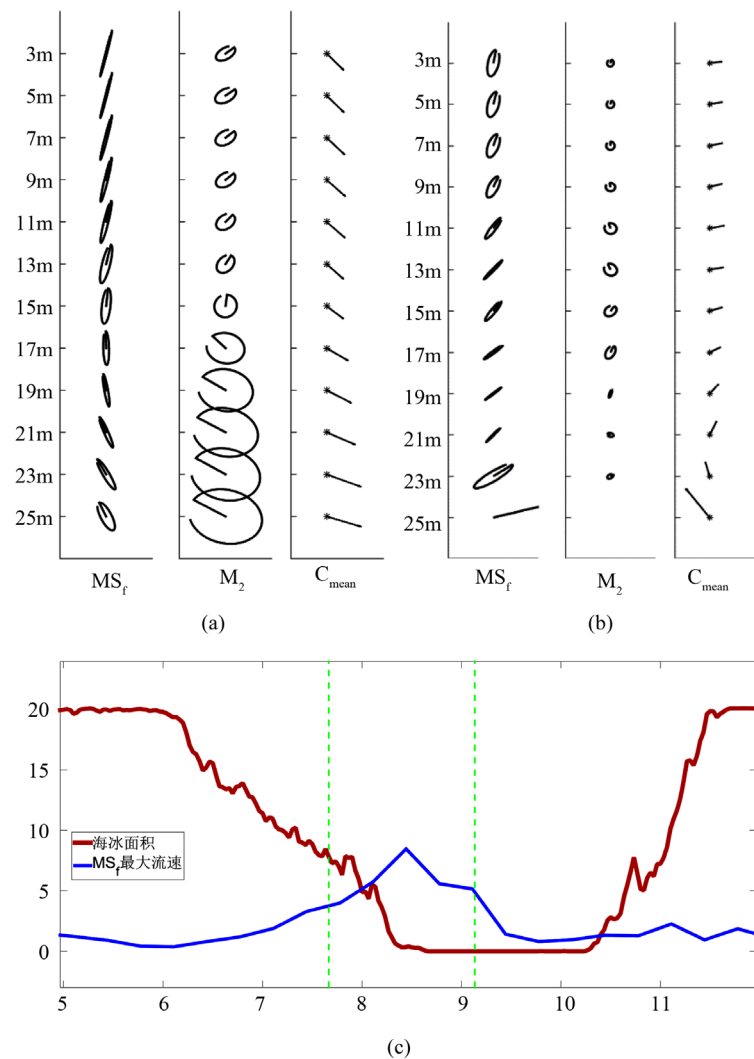 3m
5m
7m
9m
11m
13m
15m
17m
19m
21m
23m
25m
MSf
M2
Cmean
(a)
3m
5m
7m
9m
11m
13m
15m
17m
19m
21m
23m
25m
MSf
M2
Cmean
(b)
20
15
10
5
0
海冰面积
MSf最大流速
5 6 7 8 9 10 11
(c)